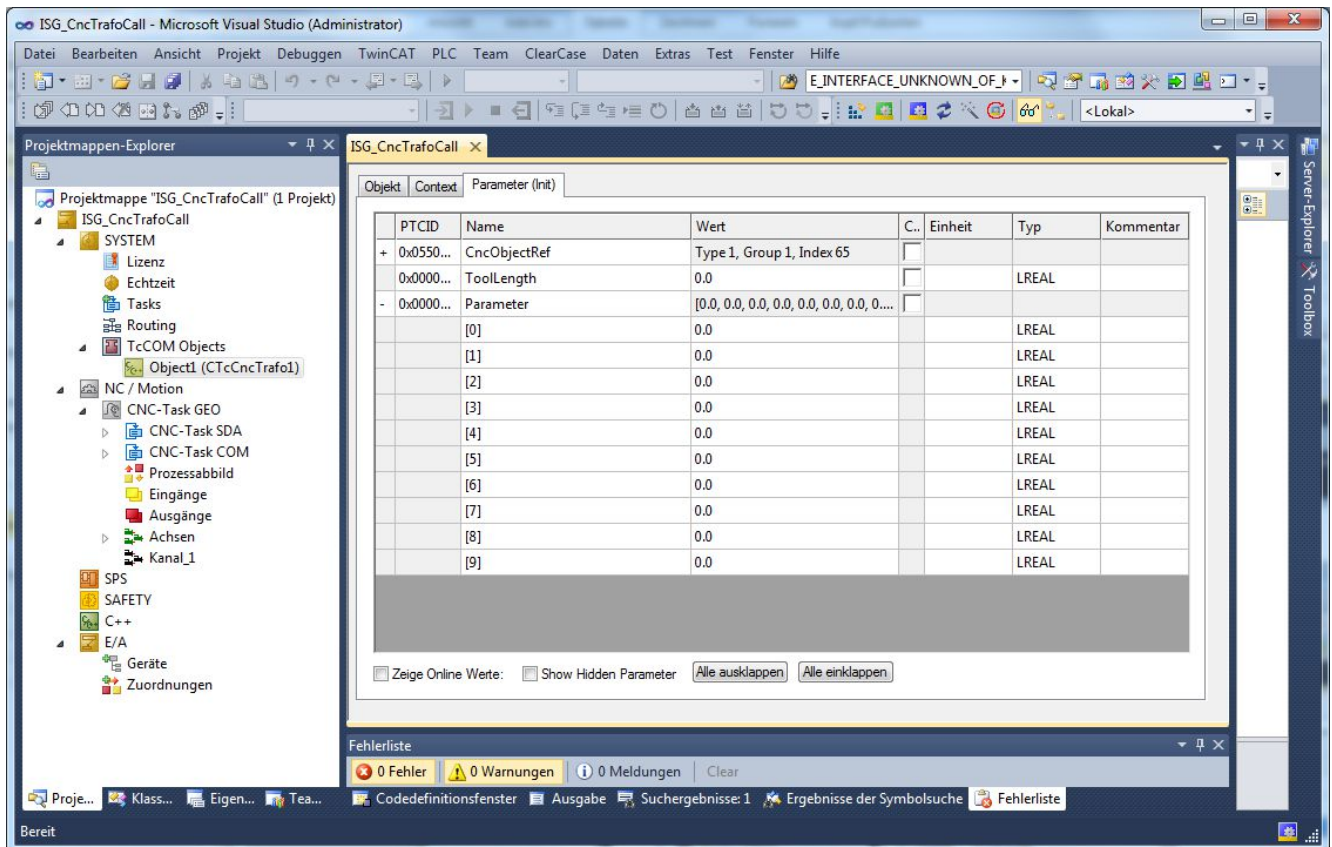 ISG_CncTrafoCall - Microsoft Visual Studio (Administrator)
Datei Bearbeiten Ansicht Projekt Debuggen TwinCAT PLC Team ClearCase Daten Extras Test Fenster Hilfe
E_INTERFACE_UNKNOWN_OF_
<Lokal>
Projektmappen-Explorer
Projektmappe "ISG_CncTrafoCall" (1 Projekt)
ISG_CncTrafoCall
SYSTEM
Lizenz
Echtzeit
Tasks
Routing
TcCOM Objects
Object1 (CTcCncTrafo1)
NC / Motion
CNC-Task GEO
CNC-Task SDA
CNC-Task COM
Prozessabbild
Eingänge
Ausgänge
Achsen
Kanal_1
SPS
SAFETY
C++
E/A
Geräte
Zuordnungen
Proje... Klass... Eigen... Tea...
ISG_CncTrafoCall
Objekt Context Parameter (Init)
PTCID Name Wert C.. Einheit Typ Kommentar
+ 0x0550... CncObjectRef Type 1, Group 1, Index 65
0x0000... ToolLength 0.0 LREAL
- 0x0000... Parameter [0.0, 0.0, 0.0, 0.0, 0.0, 0.0, 0.0, 0....
[0] 0.0 LREAL
[1] 0.0 LREAL
[2] 0.0 LREAL
[3] 0.0 LREAL
[4] 0.0 LREAL
[5] 0.0 LREAL
[6] 0.0 LREAL
[7] 0.0 LREAL
[8] 0.0 LREAL
[9] 0.0 LREAL
Zeige Online Werte: Show Hidden Parameter Alle ausklappen Alle einklappen
Fehlerliste
0 Fehler 0 Warnungen 0 Meldungen Clear
Codedefinitionsfenster Ausgabe Suchergebnisse: 1 Ergebnisse der Symbolsuche Fehlerliste
Server-Explorer
Toolbox
Bereit